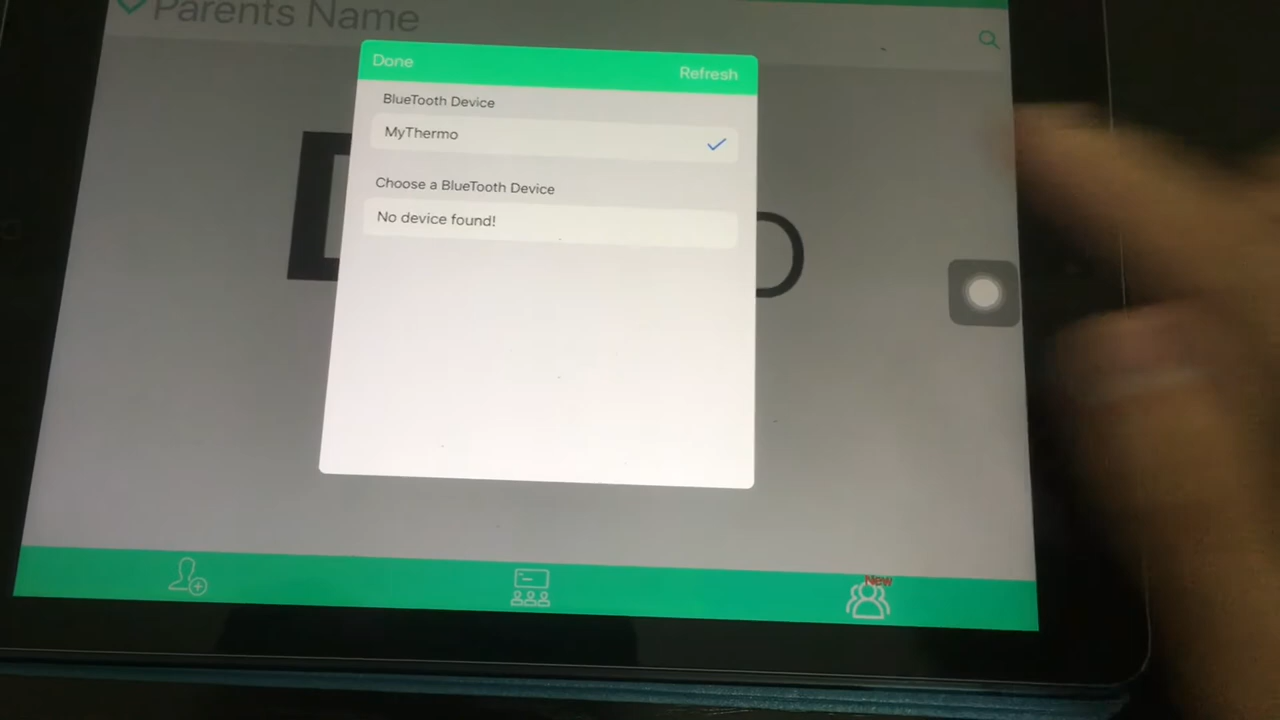 Parents Name
Done
Refresh
BlueTooth Device
MyThermo
Choose a BlueTooth Device
No device found!
New